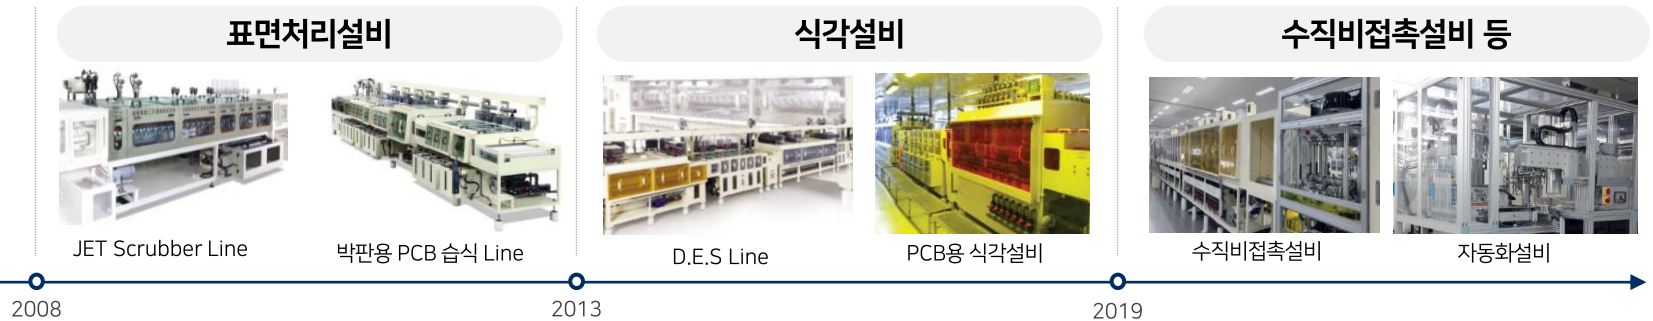 표면처리설비
식각설비
수직비접촉설비 등
JET Scrubber Line
박판용 PCB 습식 Line
D.E.S Line
PCB용 식각설비
수직비접촉설비
자동화설비
2008
2013
2019